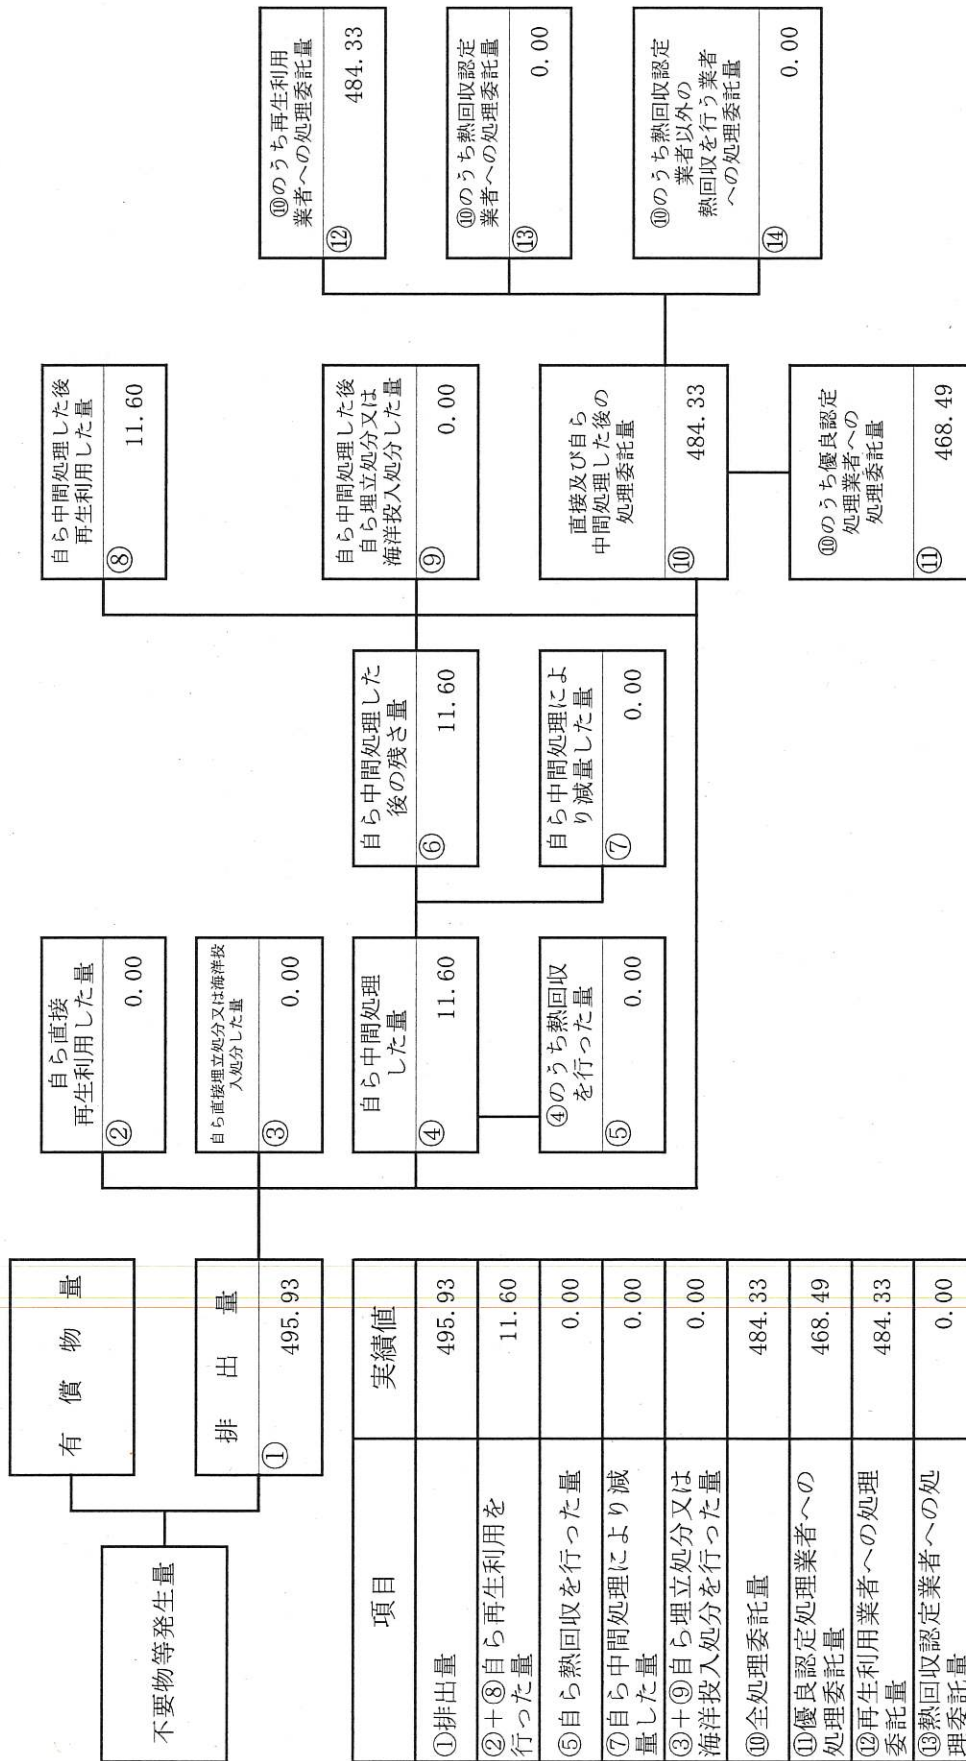 不要物等発生量
有償物量
排出量
①
495.93
自ら直接
再生利用した量
②
0.00
自ら直接埋立処分又は海洋投
入処分した量
③
0.00
自ら中間処理
した量
④
11.60
④のうち熱回収
を行った量
⑤
0.00
自ら中間処理した
後の残さ量
⑥
11.60
自ら中間処理によ
り減量した量
⑦
0.00
自ら中間処理した後
再生利用した量
⑧
11.60
自ら中間処理した後
自ら埋立処分又は
海洋投入処分した量
⑨
0.00
直接及び自ら
中間処理した後の
処理委託量
⑩
484.33
⑩のうち優良認定
処理業者への
処理委託量
⑪
468.49
⑩のうち再生利用
業者への処理委託量
⑫
484.33
⑩のうち熱回収認定
業者への処理委託量
⑬
0.00
⑩のうち熱回収認定
業者以外の
熱回収を行う業者
への処理委託量
⑭
0.00
項目
実績値
①排出量
495.93
②+⑧自ら再生利用を
行った量
11.60
⑤自ら熱回収を行った量
0.00
⑦自ら中間処理により減
量した量
0.00
③+⑨自ら埋立処分又は
海洋投入処分を行った量
0.00
⑩全処理委託量
484.33
⑪優良認定処理業者への
処理委託量
468.49
⑫再生利用業者への処理
委託量
484.33
⑬熱回収認定業者への処
理委託量
0.00